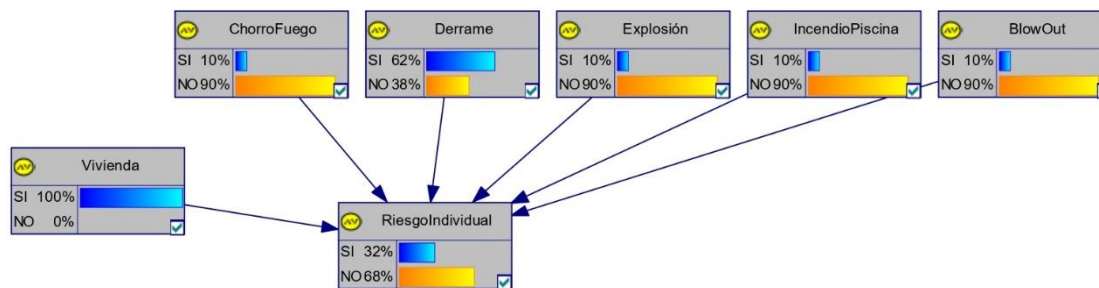 ChorroFuego
SI 10%
NO 90%
Derrame
SI 62%
NO 38%
Explosión
SI 10%
NO 90%
IncendioPiscina
SI 10%
NO 90%
BlowOut
SI 10%
NO 90%
Vivienda
SI 100%
NO 0%
RiesgoIndividual
SI 32%
NO 68%